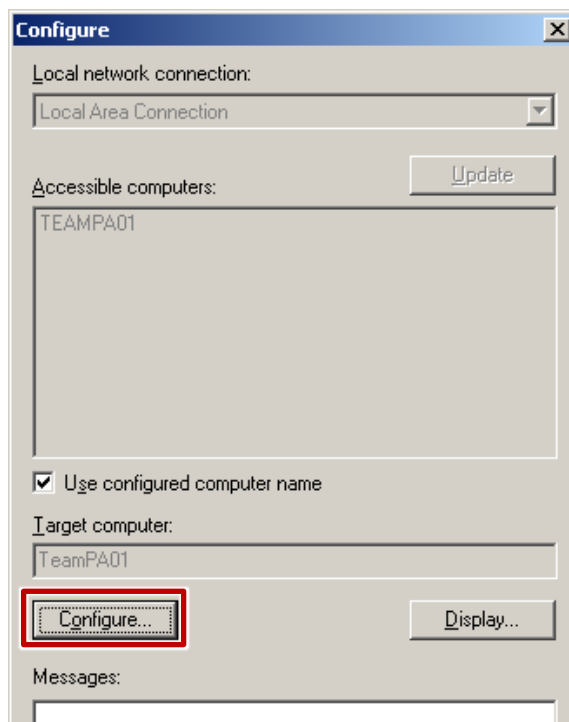 Configure
Local network connection:
Local Area Connection
Update
Accessible computers:
TEAMPA01
Use configured computer name
Target computer:
TeamPA01
Configure...
Display...
Messages: